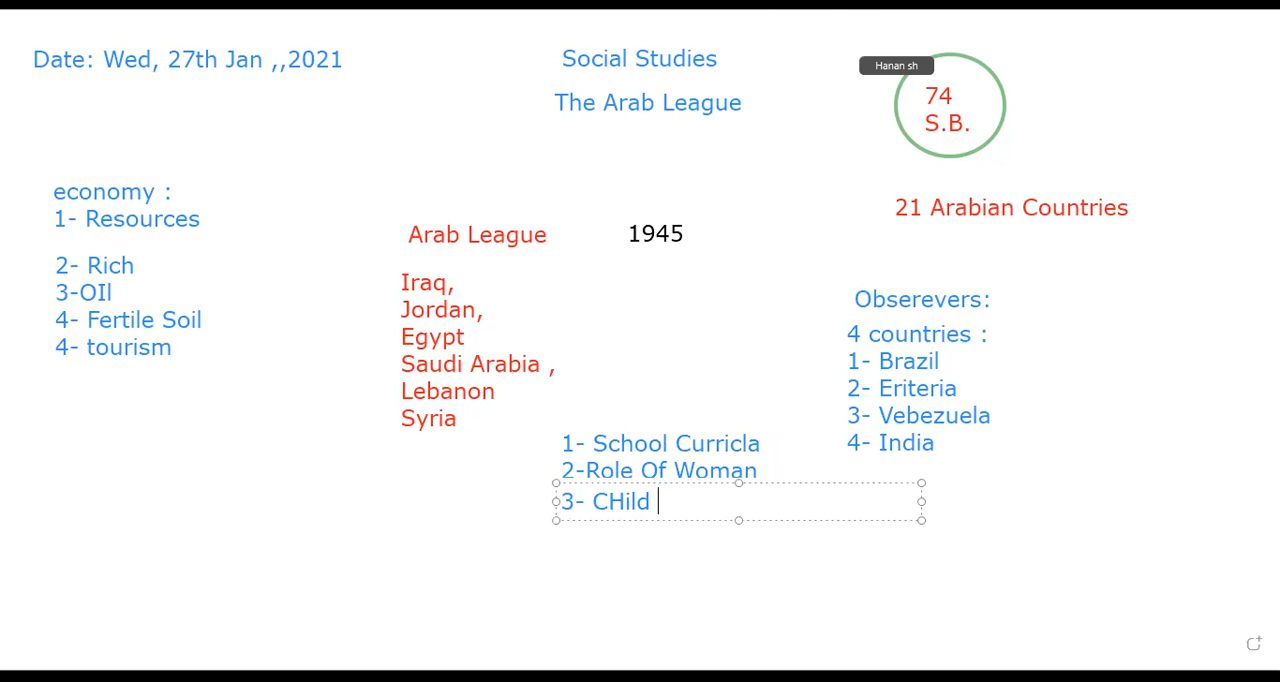 Date: Wed, 27th Jan ,,2021
Social Studies
The Arab League
Hanan sh
74
S.B.
economy :
1- Resources
2- Rich
3-OIl
4- Fertile Soil
4- tourism
Arab League
1945
Iraq,
Jordan,
Egypt
Saudi Arabia ,
Lebanon
Syria
21 Arabian Countries
Obserevers:
4 countries :
1- Brazil
2- Eriteria
3- Vebezuela
4- India
1- School Curricla
2-Role Of Woman
3- CHild